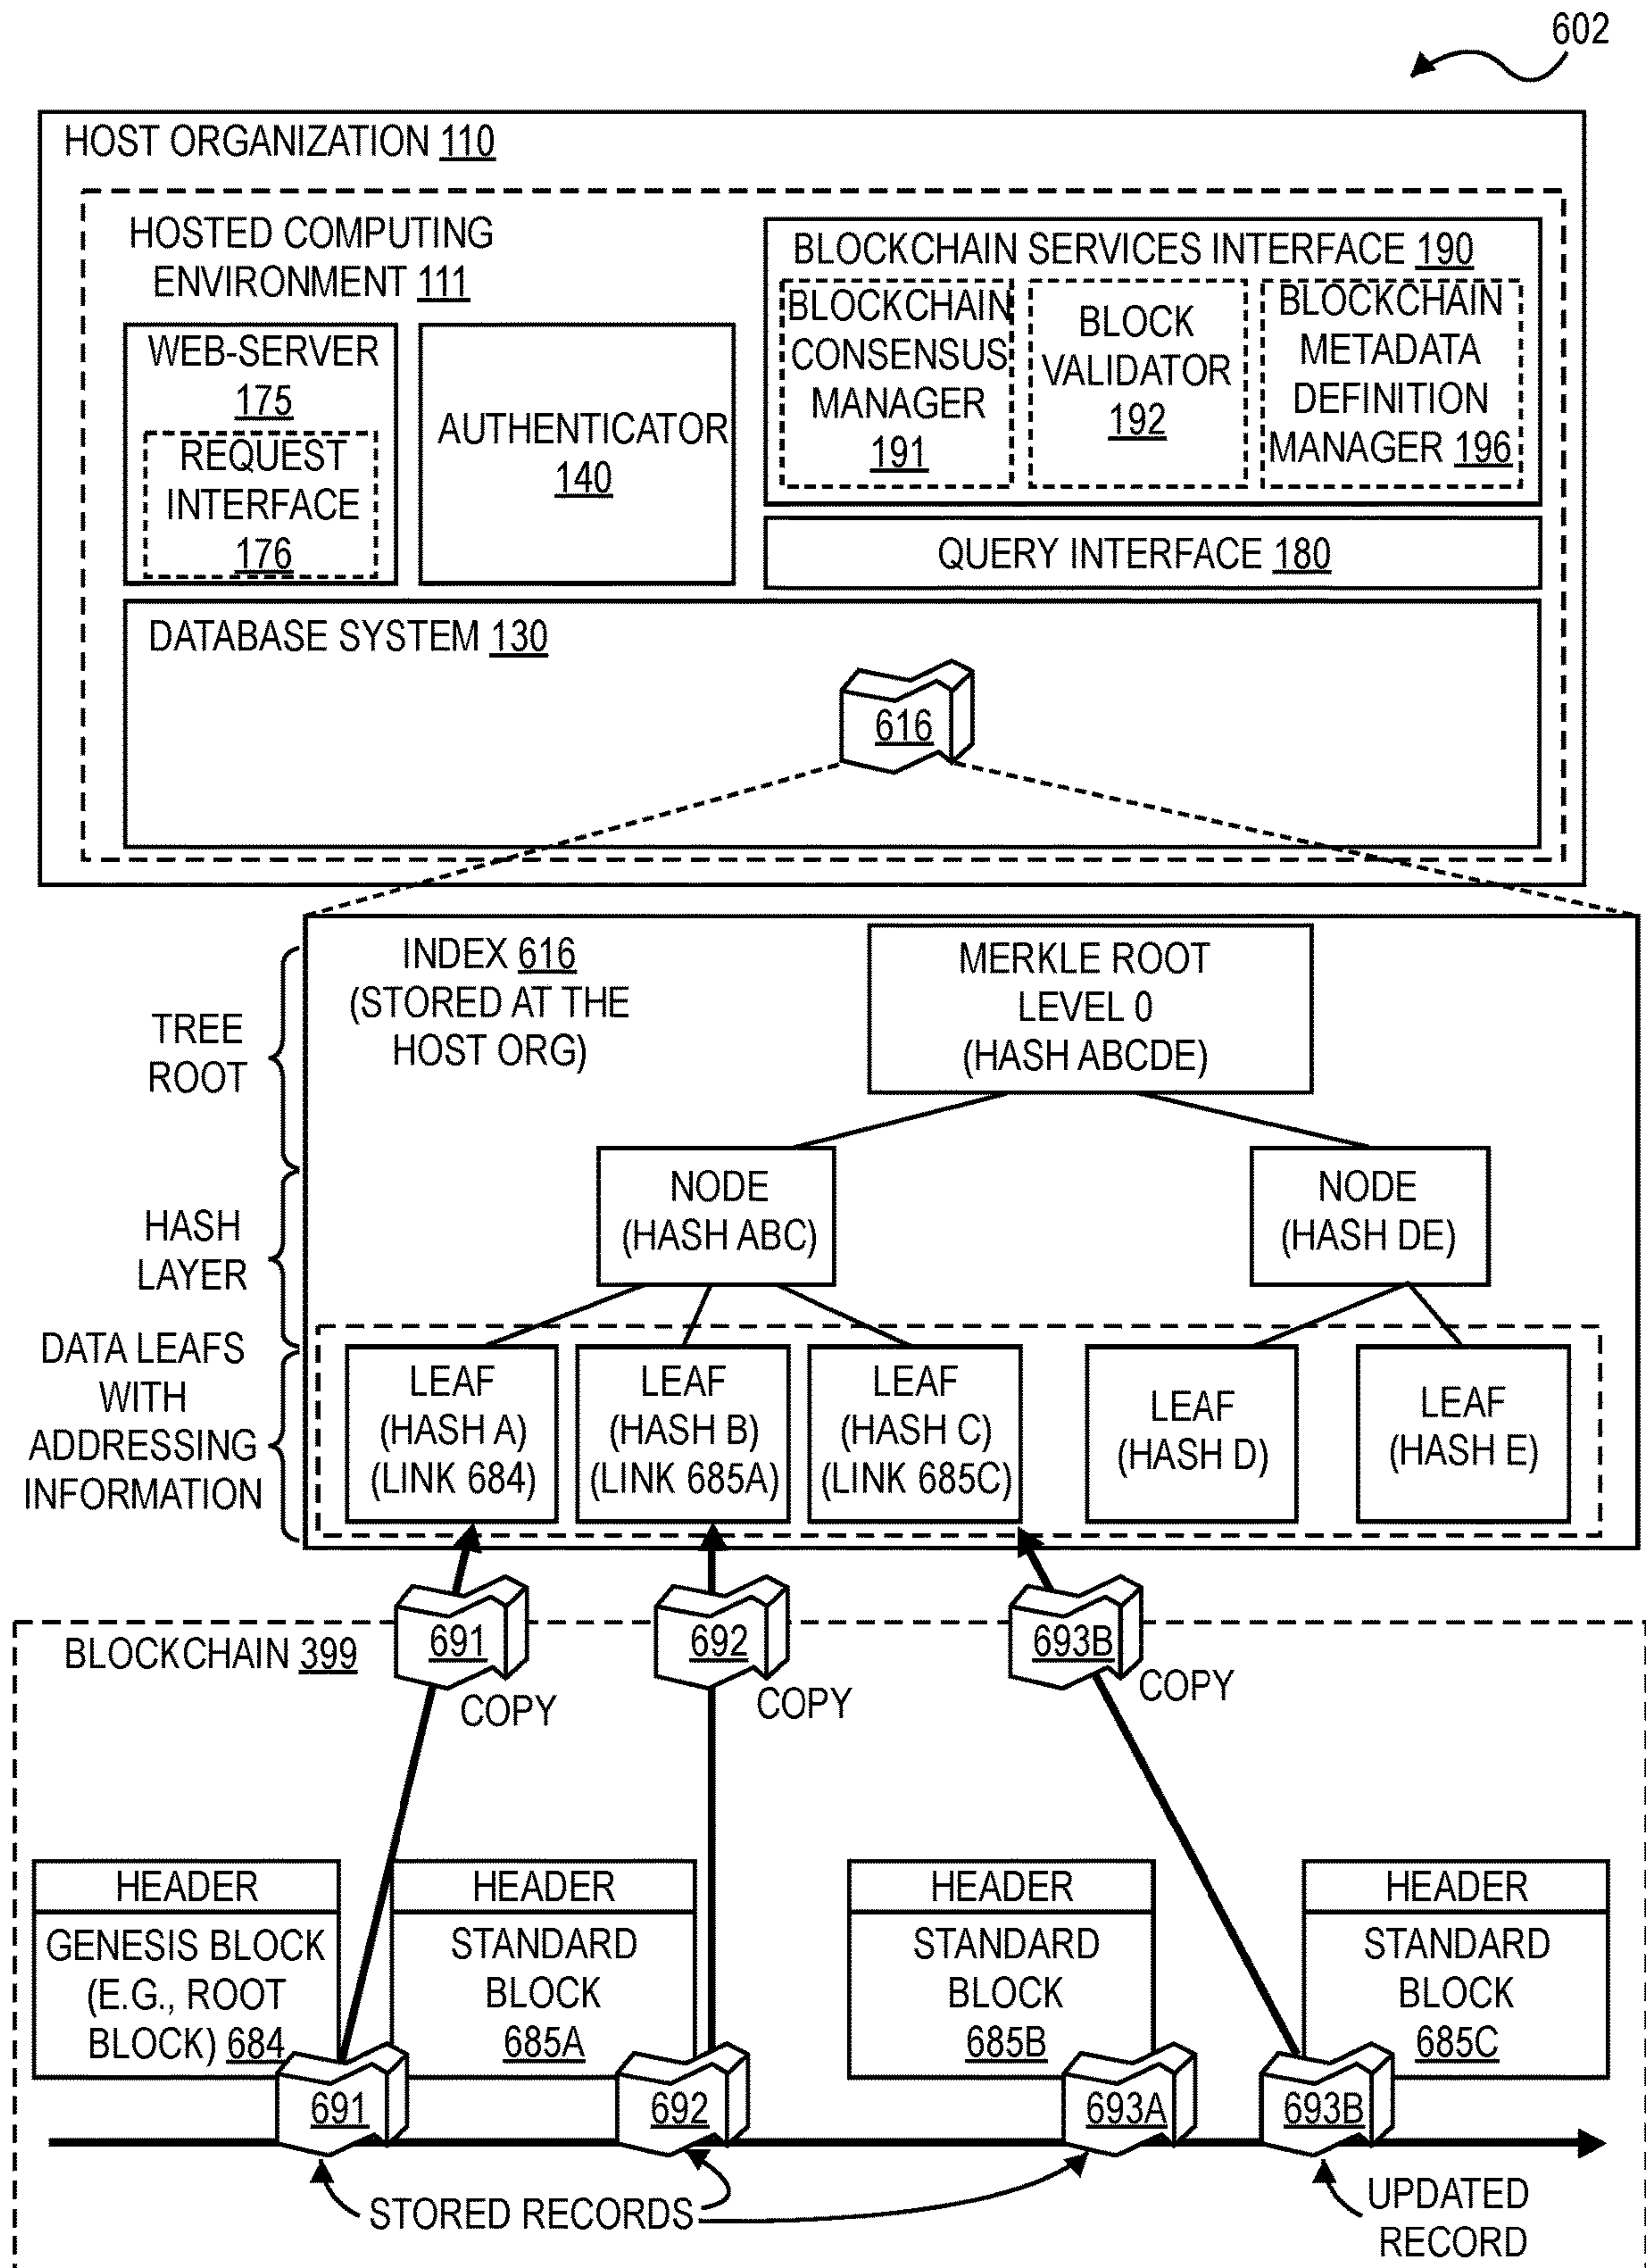 602
HOST ORGANIZATION 110
HOSTED COMPUTING
ENVIRONMENT 111
WEB-SERVER
175
REQUEST
INTERFACE
176
AUTHENTICATOR
140
BLOCKCHAIN SERVICES INTERFACE 190
BLOCKCHAIN
CONSENSUS
MANAGER
191
BLOCK
VALIDATOR
192
BLOCKCHAIN
METADATA
DEFINITION
MANAGER 196
QUERY INTERFACE 180
DATABASE SYSTEM 130
616
TREE
ROOT
INDEX 616
(STORED AT THE
HOST ORG)
MERKLE ROOT
LEVEL 0
(HASH ABCDE)
HASH
LAYER
NODE
(HASH ABC)
NODE
(HASH DE)
DATA LEAFS
WITH
ADDRESSING
INFORMATION
LEAF
(HASH A)
(LINK 684)
LEAF
(HASH B)
(LINK 685A)
LEAF
(HASH C)
(LINK 685C)
LEAF
(HASH D)
LEAF
(HASH E)
BLOCKCHAIN 399
691
COPY
692
COPY
693B
COPY
HEADER
GENESIS BLOCK
(E.G., ROOT
BLOCK) 684
HEADER
STANDARD
BLOCK
685A
HEADER
STANDARD
BLOCK
685B
HEADER
STANDARD
BLOCK
685C
691
692
693A
693B
STORED RECORDS
UPDATED
RECORD